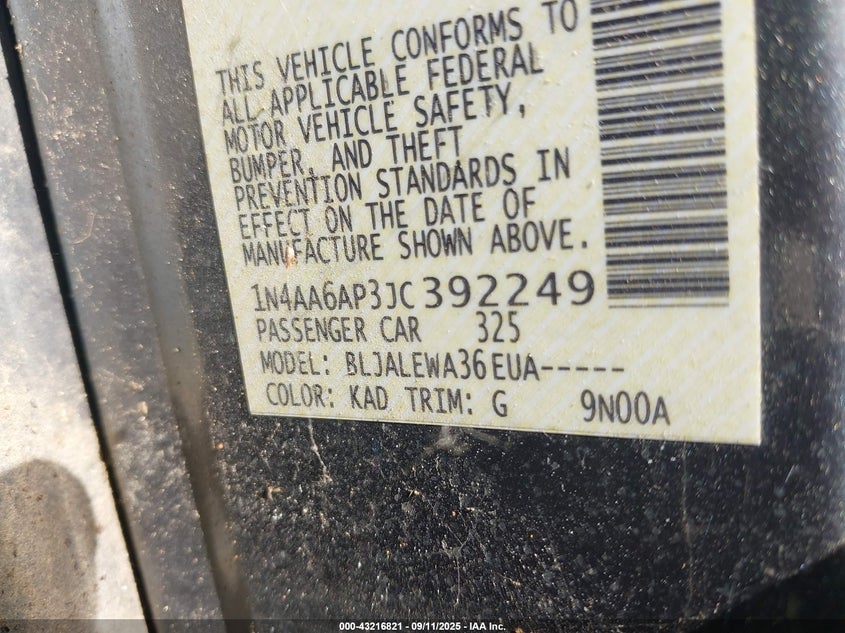 THIS VEHICLE CONFORMS TO
ALL APPLICABLE FEDERAL
MOTOR VEHICLE SAFETY,
BUMPER, AND THEFT
PREVENTION STANDARDS IN
EFFECT ON THE DATE OF
MANUFACTURE SHOWN ABOVE.
1N4AA6AP3JC392249
PASSENGER CAR 325
MODEL: BLJALEWA36EUA-----
COLOR: KAD TRIM: G 9N00A
000-43216821 - 09/11/2025 - IAA Inc.